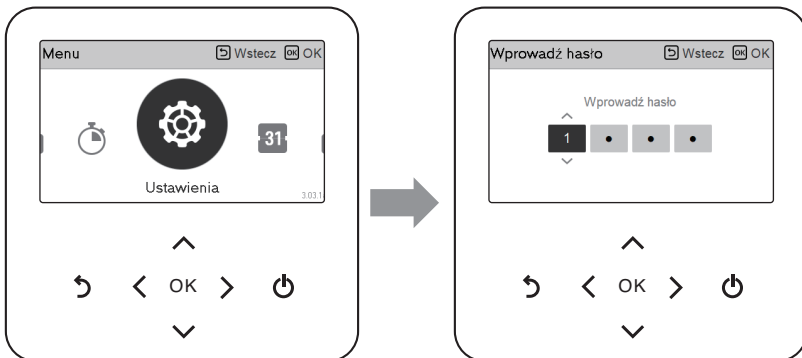 Menu
Wstecz OK OK
31
Ustawienia
3.03.1
OK
Wprowadź hasło
Wstecz OK OK
Wprowadź hasło
1
OK